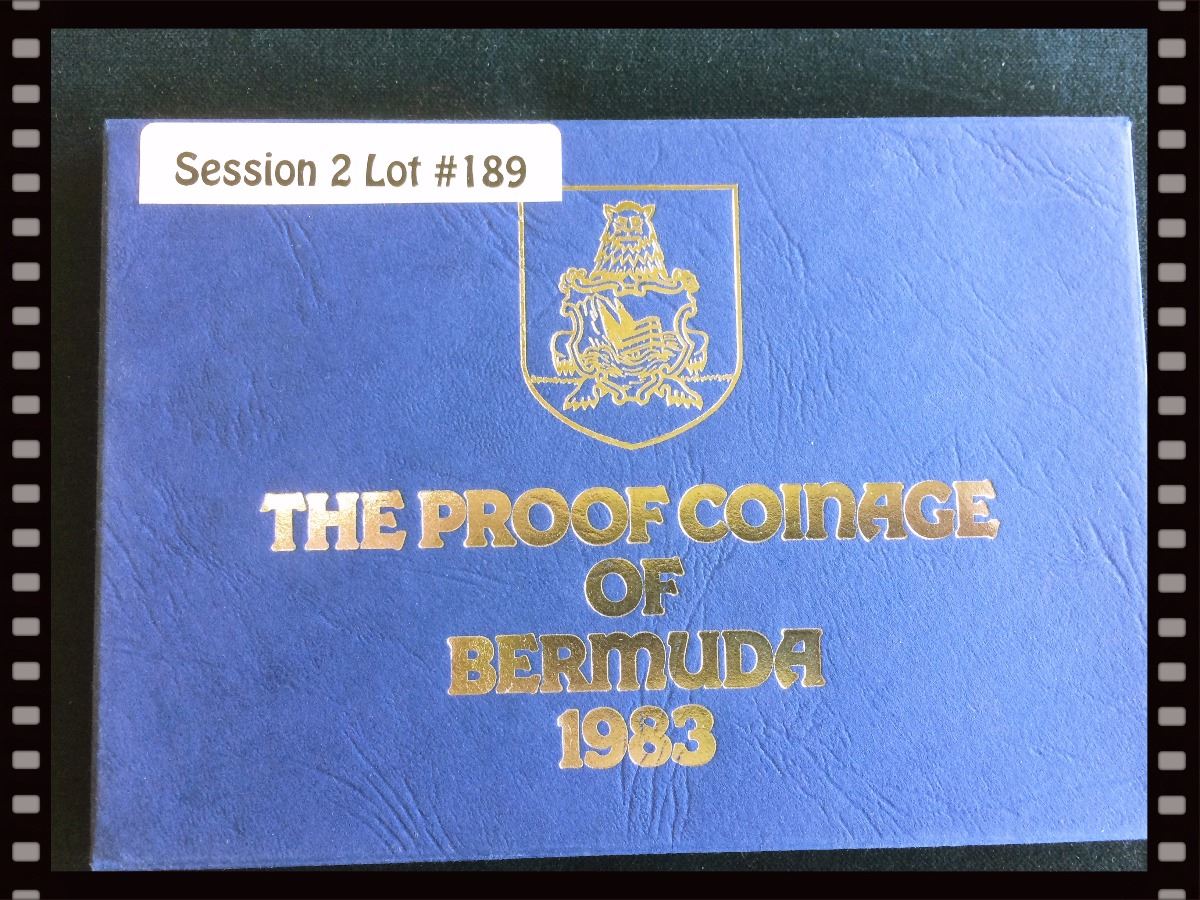 Session 2 Lot #189
THE PROOF COINAGE
OF
BERMUDA
1983